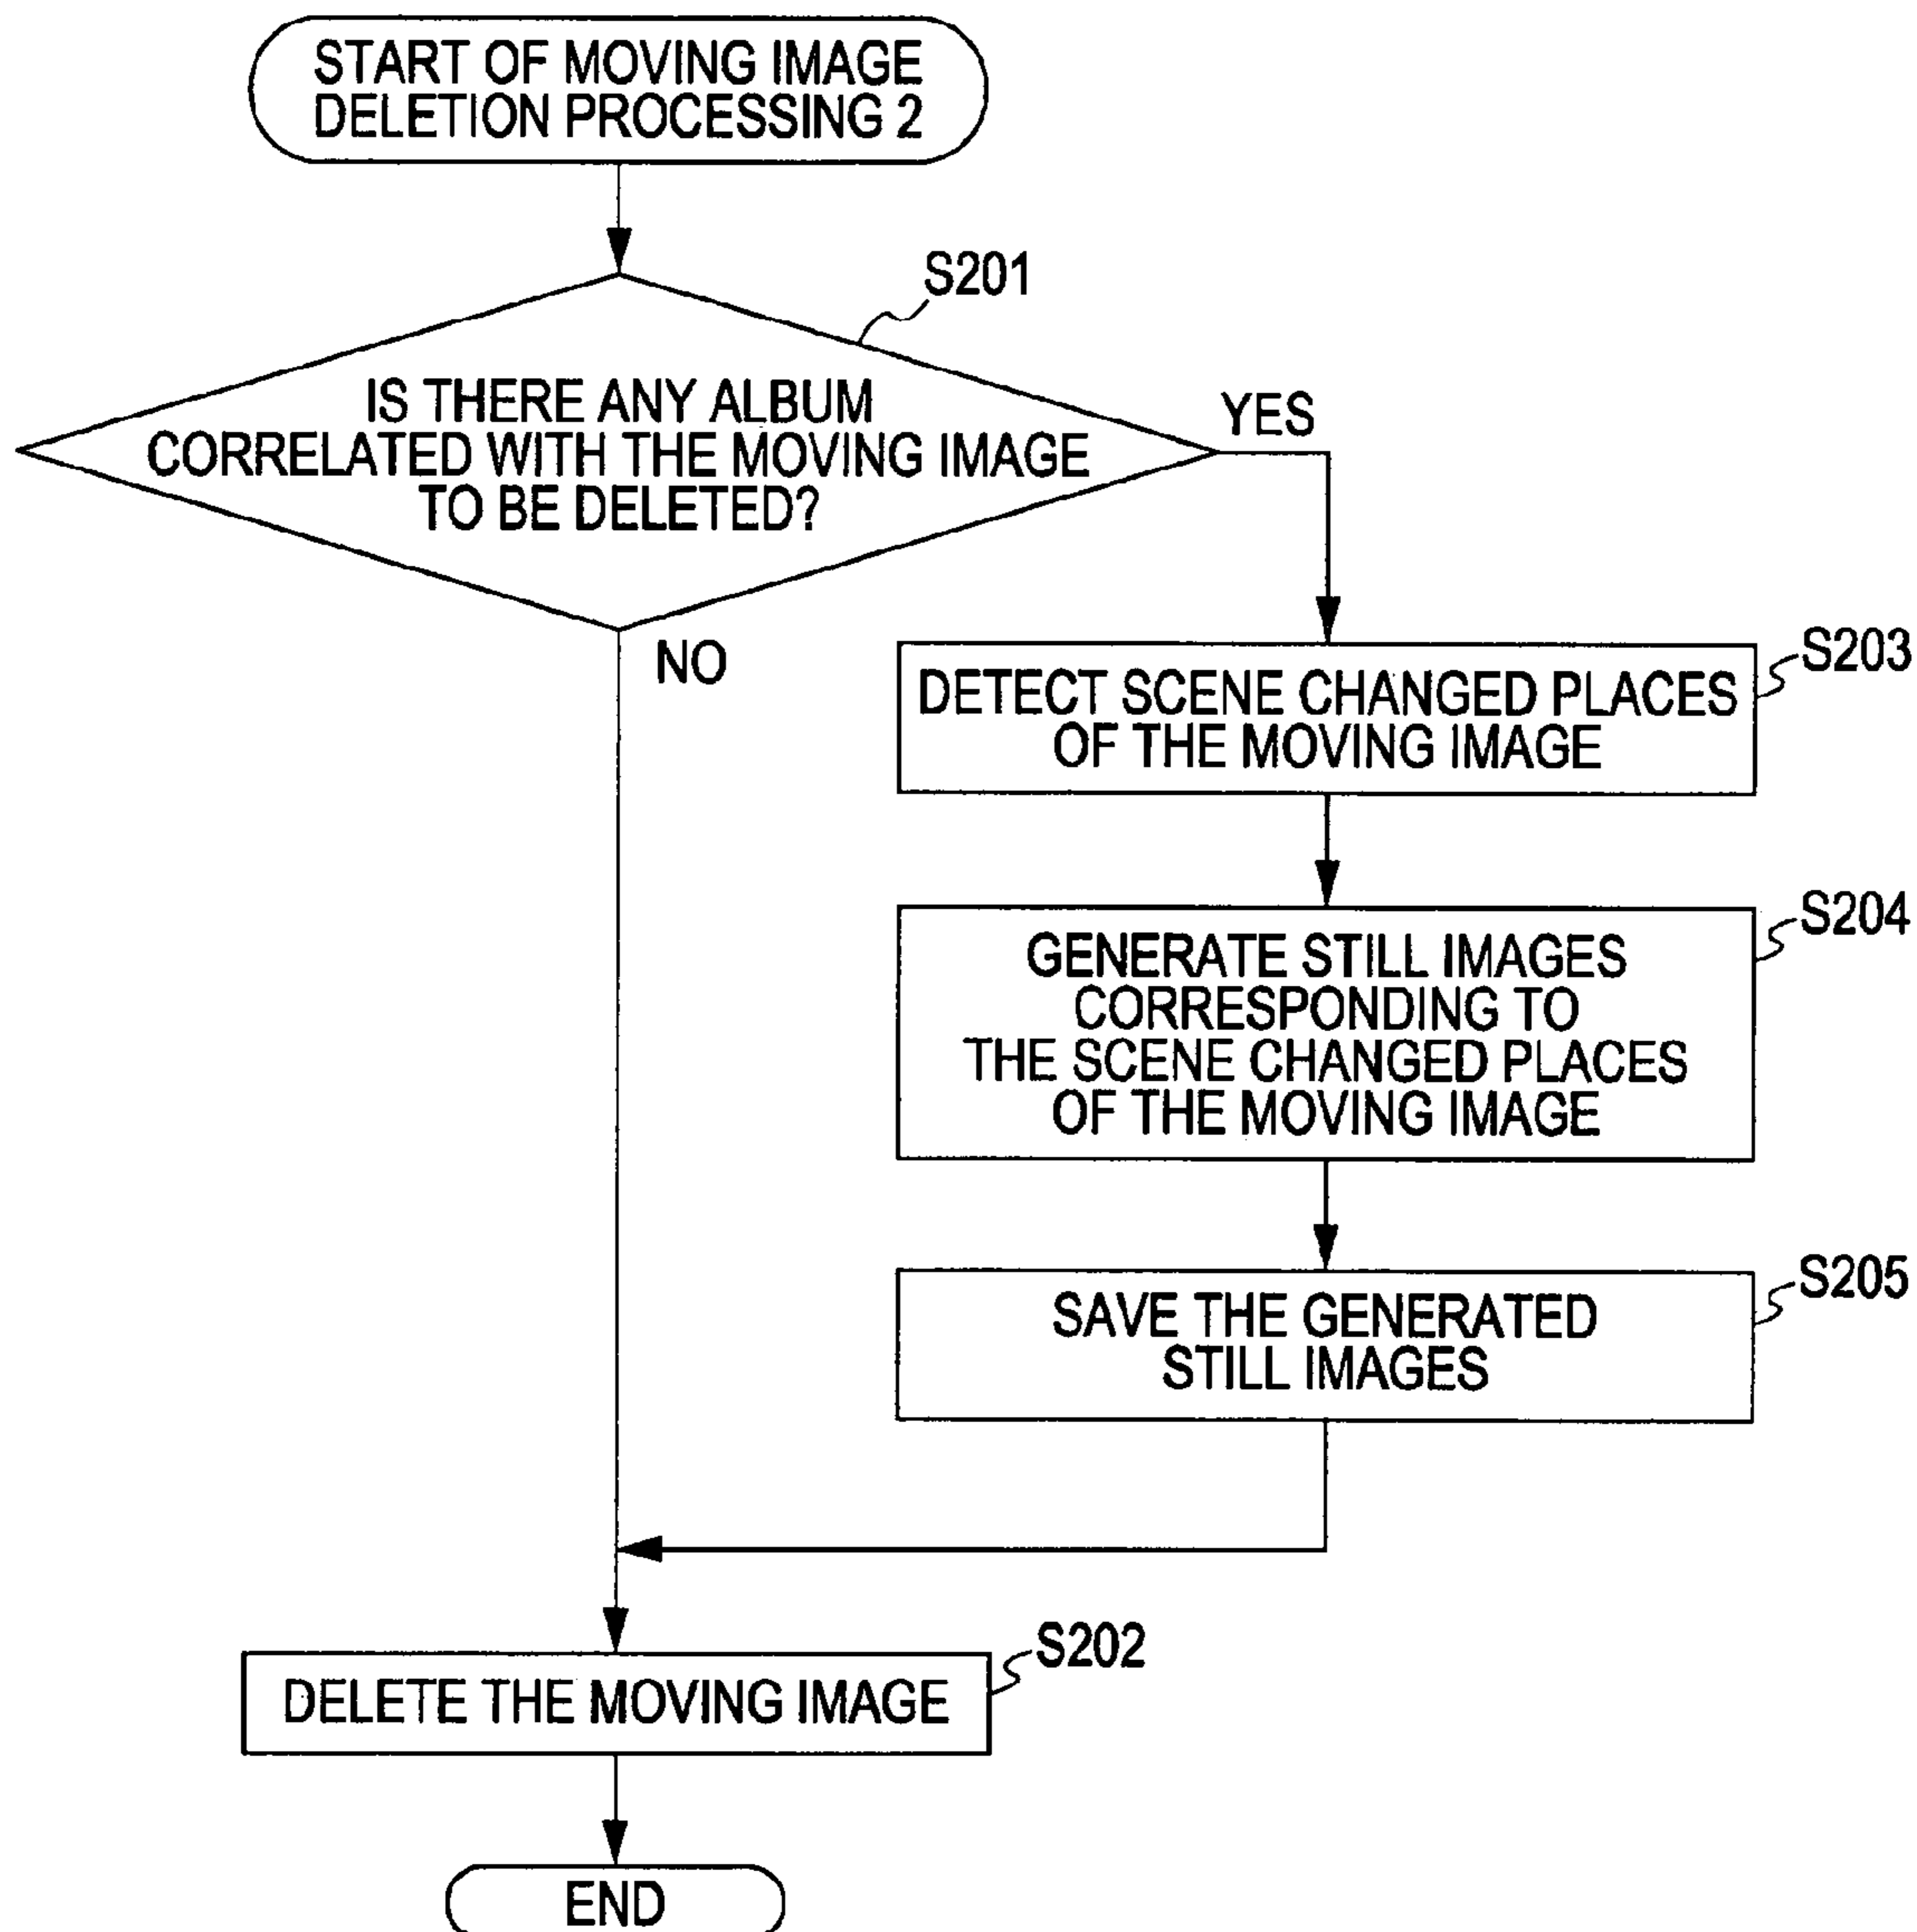 START OF MOVING IMAGE
DELETION PROCESSING 2
S201
IS THERE ANY ALBUM
CORRELATED WITH THE MOVING IMAGE
TO BE DELETED?
YES
NO
S203
DETECT SCENE CHANGED PLACES
OF THE MOVING IMAGE
S204
GENERATE STILL IMAGES
CORRESPONDING TO
THE SCENE CHANGED PLACES
OF THE MOVING IMAGE
S205
SAVE THE GENERATED
STILL IMAGES
S202
DELETE THE MOVING IMAGE
END